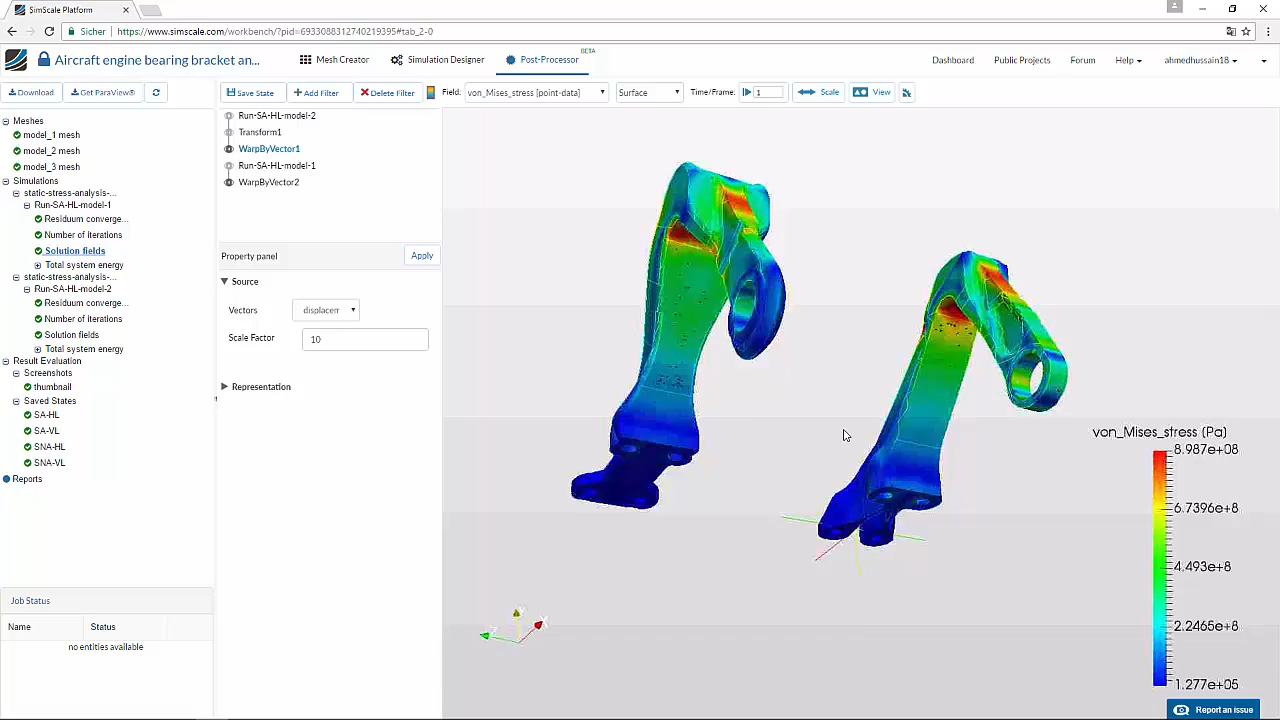 SimScale Platform
Sicher
https://www.simscale.com/workbench/?pid=6933088312740219395#tab_2-0
Aircraft engine bearing bracket an...
Mesh Creator
Simulation Designer
Post-Processor
BETA
Dashboard
Public Projects
Forum
Help
ahmedhussain18
Download
Get ParaView®
Save State
Add Filter
Delete Filter
Field:
von_Mises_stress [point-data]
Surface
Time/Frame:
1
Scale
View
Meshes
model_1 mesh
model_2 mesh
model_3 mesh
Simulations
static-stress-analysis-...
Run-SA-HL-model-1
Residuum converge...
Number of iterations
Solution fields
Total system energy
static-stress-analysis-...
Run-SA-HL-model-2
Residuum converge...
Number of iterations
Solution fields
Total system energy
Result Evaluation
Screenshots
thumbnail
Saved States
SA-HL
SA-VL
SNA-HL
SNA-VL
Reports
Job Status
Name
Status
no entities available
Run-SA-HL-model-2
Transform1
WarpByVector1
Run-SA-HL-model-1
WarpByVector2
Property panel
Apply
Source
Vectors
displacem
Scale Factor
10
Representation
von_Mises_stress (Pa)
8.987e+08
6.7396e+8
4.493e+8
2.2465e+8
1.277e+05
Report an issue